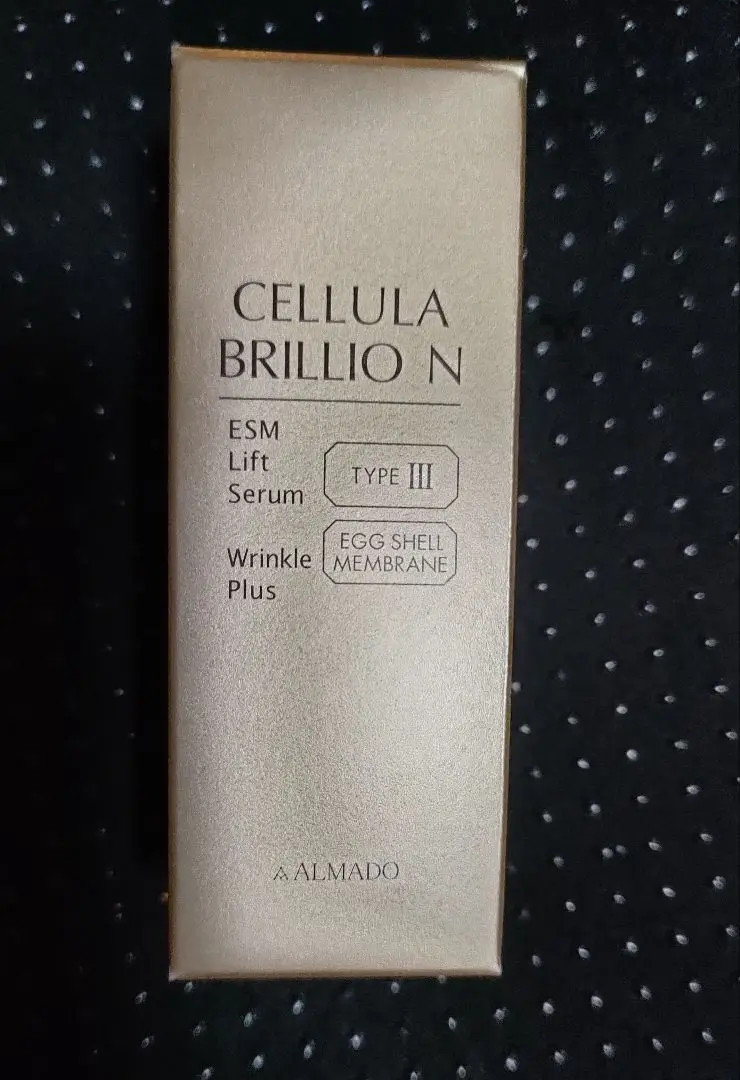 CELLULA
BRILLIO N
ESM
Lift
Serum
TYPE III
Wrinkle
Plus
EGG SHELL
MEMBRANE
ALMADO